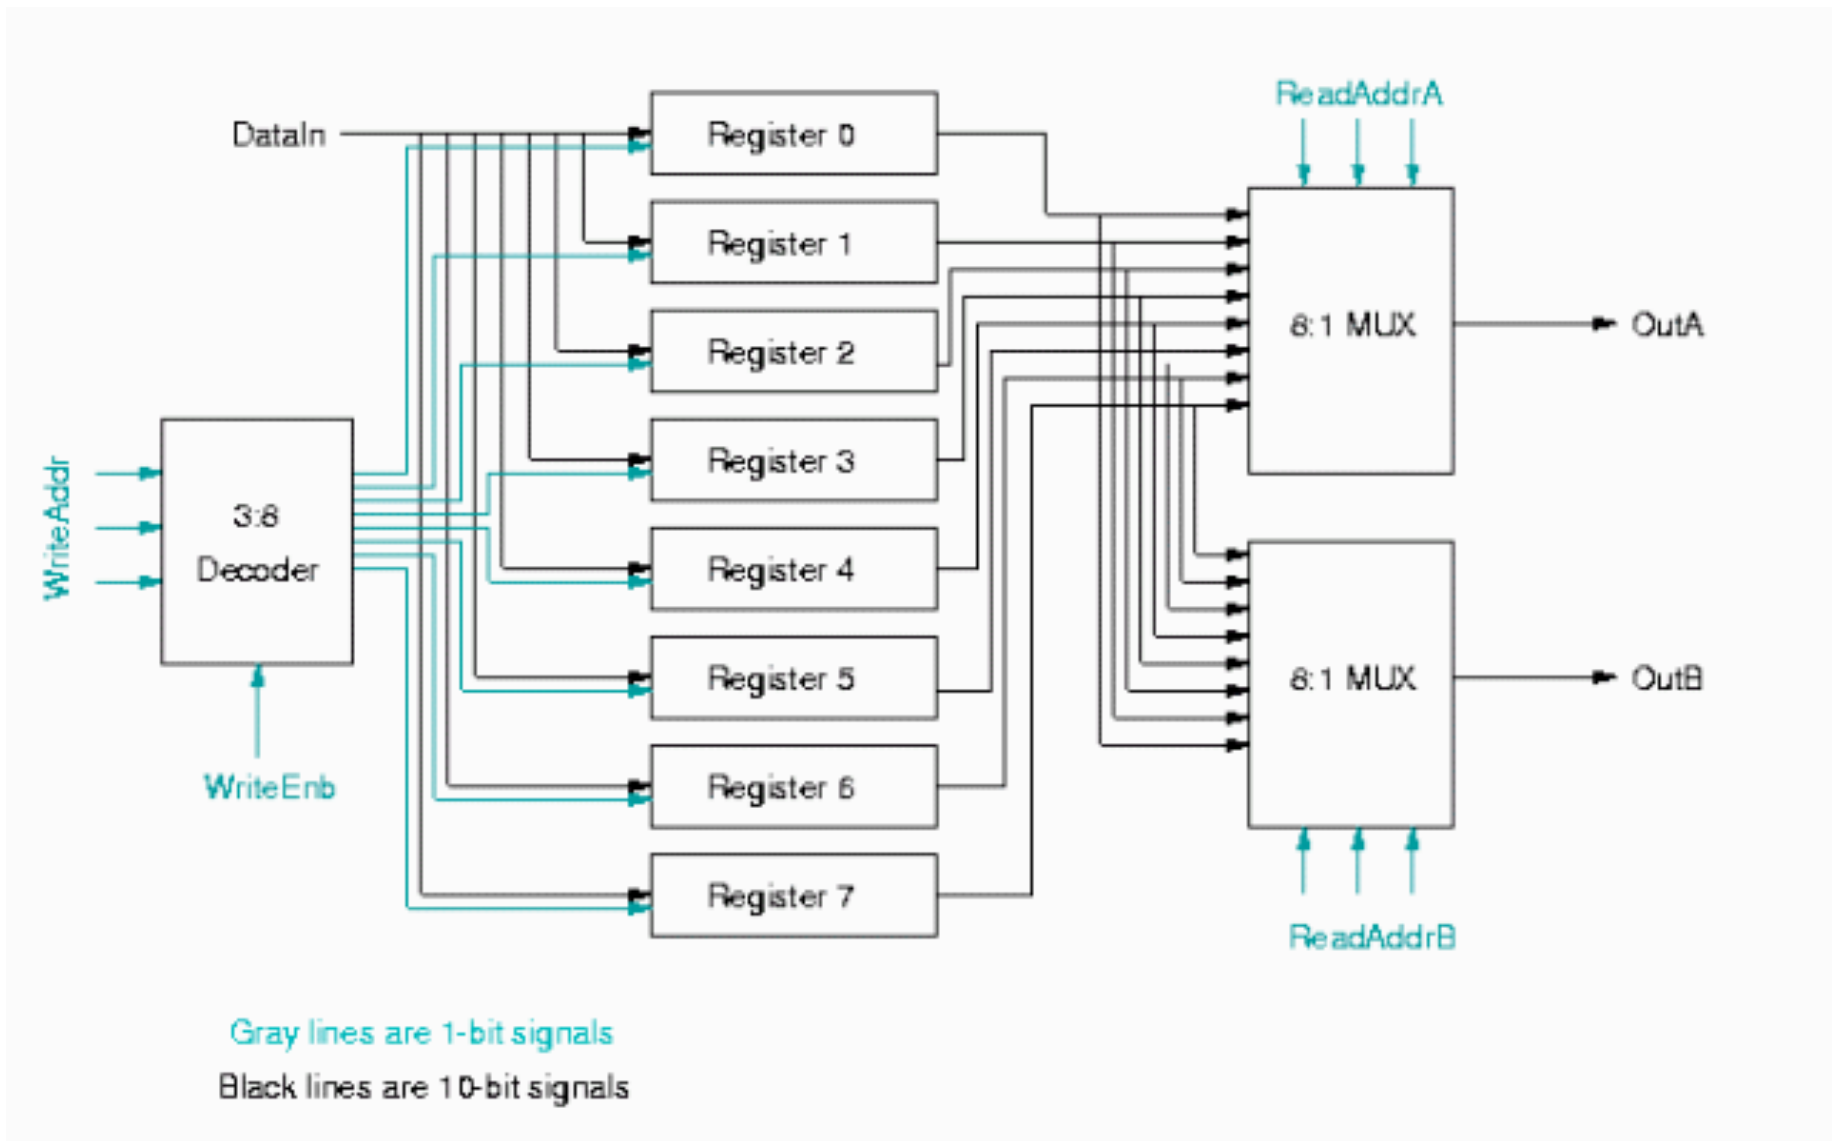 ReadAddrA
DataIn
Register 0
Register 1
8:1 MUX
OutA
Register 2
Register 3
WriteAddr
3:8
Decoder
Register 4
Register 5
8:1 MUX
OutB
WriteEnb
Register 6
Register 7
ReadAddrB
Gray lines are 1-bit signals
Black lines are 10-bit signals